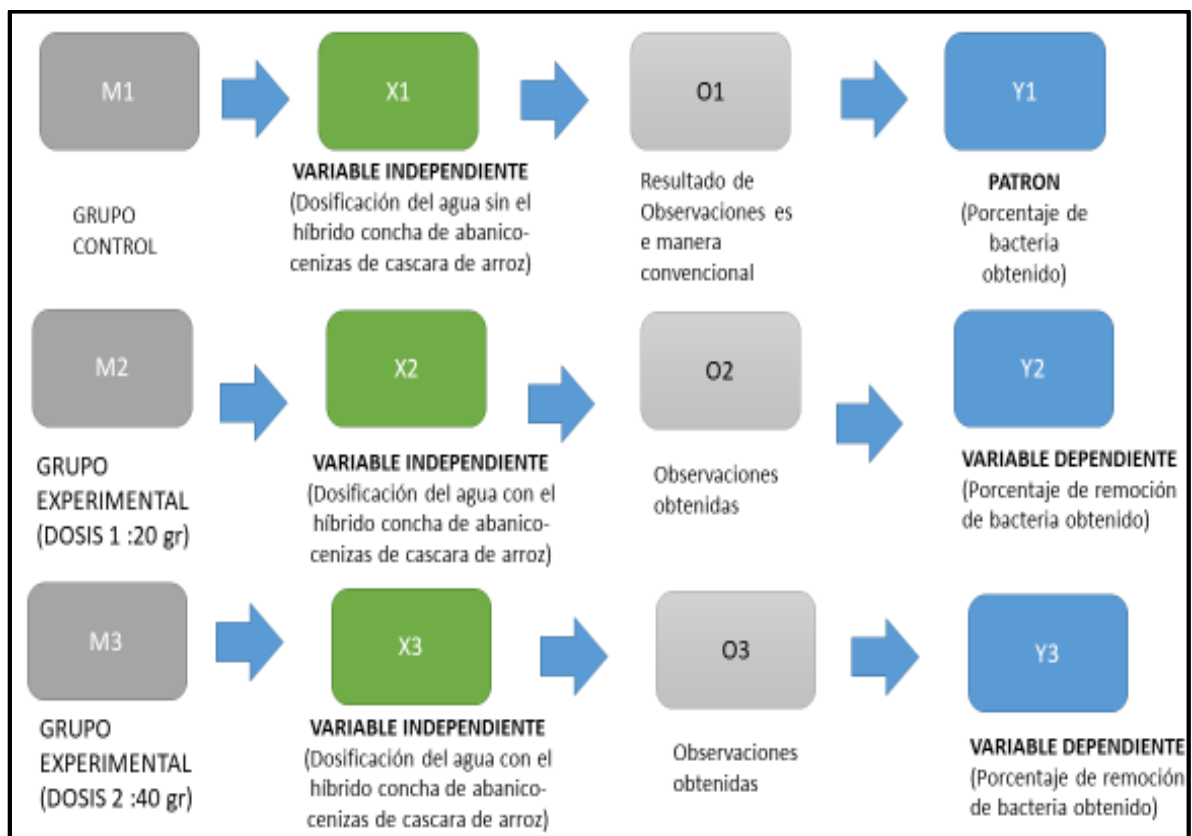 M1
X1
O1
Y1
GRUPO
CONTROL
VARIABLE INDEPENDIENTE
(Dosificación del agua sin el
híbrido concha de abanico-
cenizas de cascara de arroz)
Resultado de
Observaciones es
e manera
convencional
PATRON
(Porcentaje de
bacteria
obtenido)
M2
X2
O2
Y2
GRUPO
EXPERIMENTAL
(DOSIS 1 :20 gr)
VARIABLE INDEPENDIENTE
(Dosificación del agua con el
híbrido concha de abanico-
cenizas de cascara de arroz)
Observaciones
obtenidas
VARIABLE DEPENDIENTE
(Porcentaje de remoción
de bacteria obtenido)
M3
X3
O3
Y3
GRUPO
EXPERIMENTAL
(DOSIS 2 :40 gr)
VARIABLE INDEPENDIENTE
(Dosificación del agua con el
híbrido concha de abanico-
cenizas de cascara de arroz)
Observaciones
obtenidas
VARIABLE DEPENDIENTE
(Porcentaje de remoción
de bacteria obtenido)